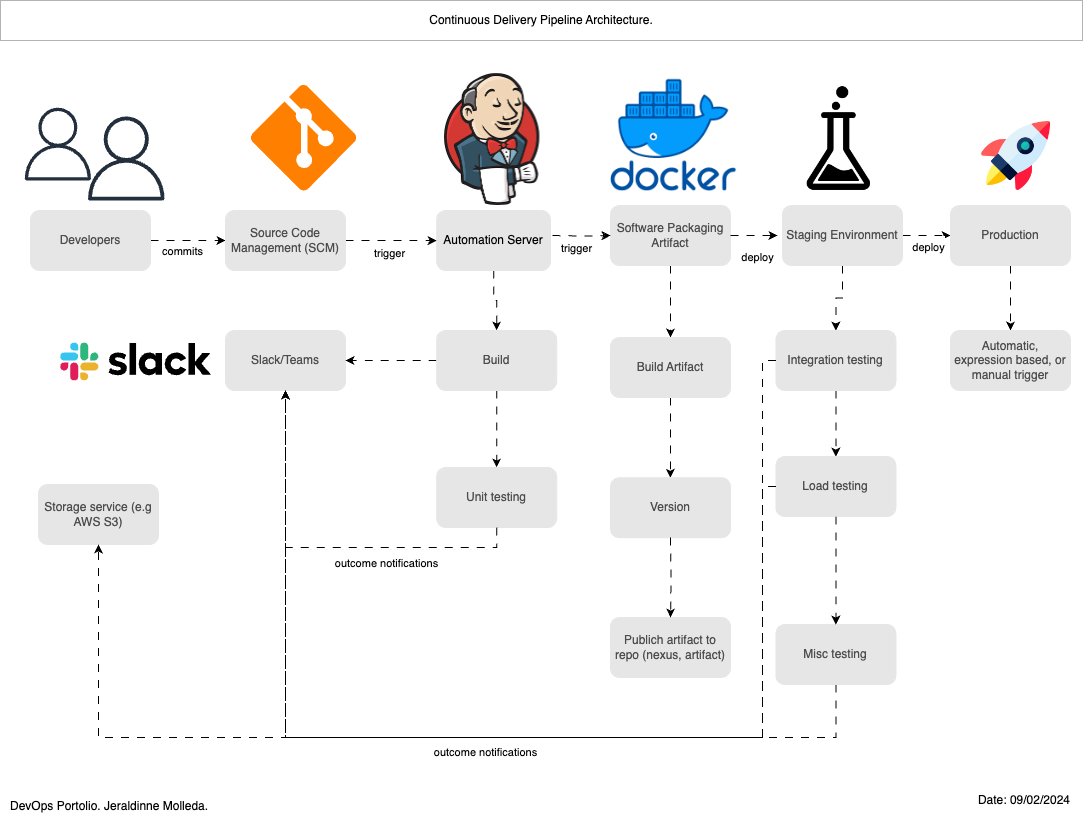 Continuous Delivery Pipeline Architecture.
docker
Developers
commits
Source Code
Management (SCM)
trigger
Automation Server
trigger
Software Packaging
Artifact
deploy
Staging Environment
deploy
Production
slack
Slack/Teams
Build
Build Artifact
Integration testing
Automatic,
expression based, or
manual trigger
Storage service (e.g
AWS S3)
Unit testing
Version
Load testing
outcome notifications
Publich artifact to
repo (nexus, artifact)
Misc testing
outcome notifications
DevOps Portolio. Jeraldinne Molleda.
Date: 09/02/2024